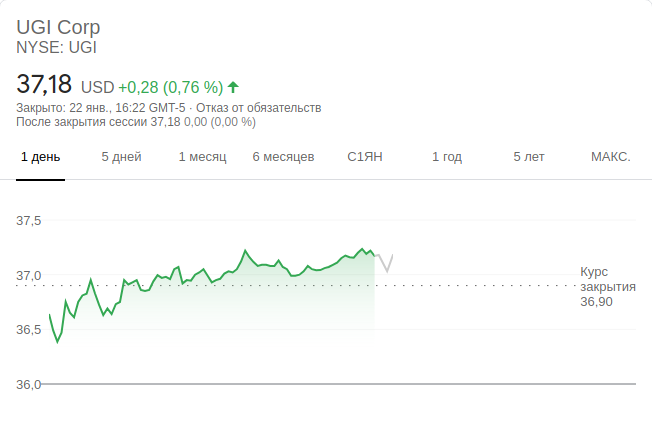 UGI Corp
NYSE: UGI
37,18 USD +0,28 (0,76 %)
Закрыто: 22 янв., 16:22 GMT-5 · Отказ от обязательств
После закрытия сессии 37,18 0,00 (0,00 %)
1 день 5 дней 1 месяц 6 месяцев С1ЯН 1 год 5 лет МАКС.
37,5
37,0
Курс
закрытия
36,90
36,5
36,0